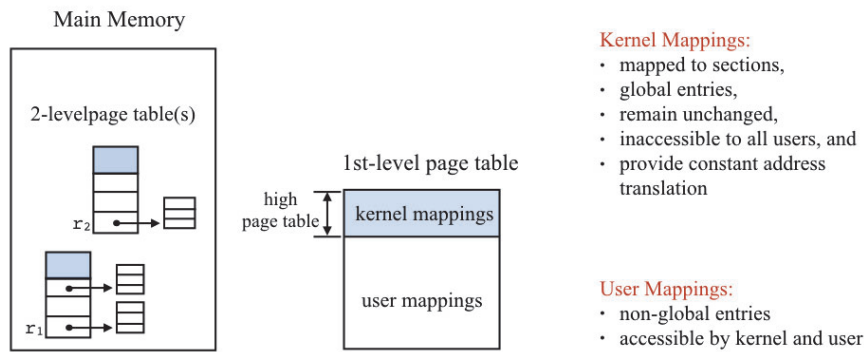 Main Memory
2-levelpage table(s)
r2
r1
1st-level page table
high
page table
kernel mappings
user mappings
Kernel Mappings:
• mapped to sections,
• global entries,
• remain unchanged,
• inaccessible to all users, and
• provide constant address
translation
User Mappings:
• non-global entries
• accessible by kernel and user